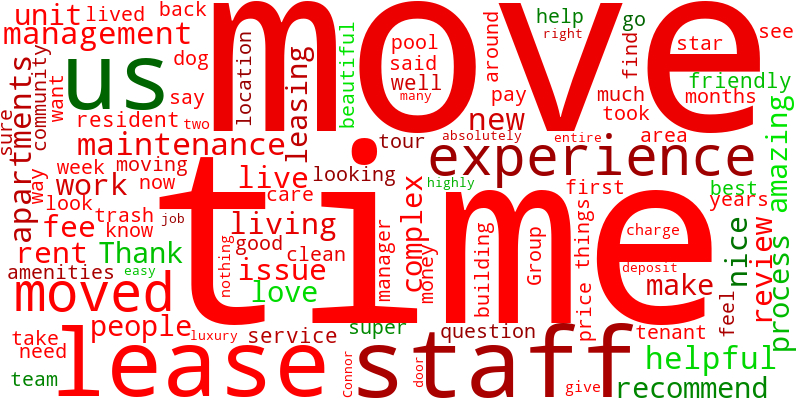 unit
lived
back
management
us
move
help
go
right
find
star
see
around
pool
said
well
many
friendly
dog
location
leasing
beautiful
want
say
resident
two
community
sure
apartments
maintenance
new
pay
much
months
took
area
absolutely
entire
tour
experience
amazing
week
moving
way
work
now
live
looking
highly
first
best
years
look
trash
know
job
care
living
time
complex
fee
Thank
good
clean
manager
money
building
Group
things
price
charge
nice
review
process
rent
amenities
easy
nothing
issue
love
deposit
make
feel
moved
people
luxury
service
super
question
tenant
take
need
lease
staff
helpful
team
Connor
door
give
recommend